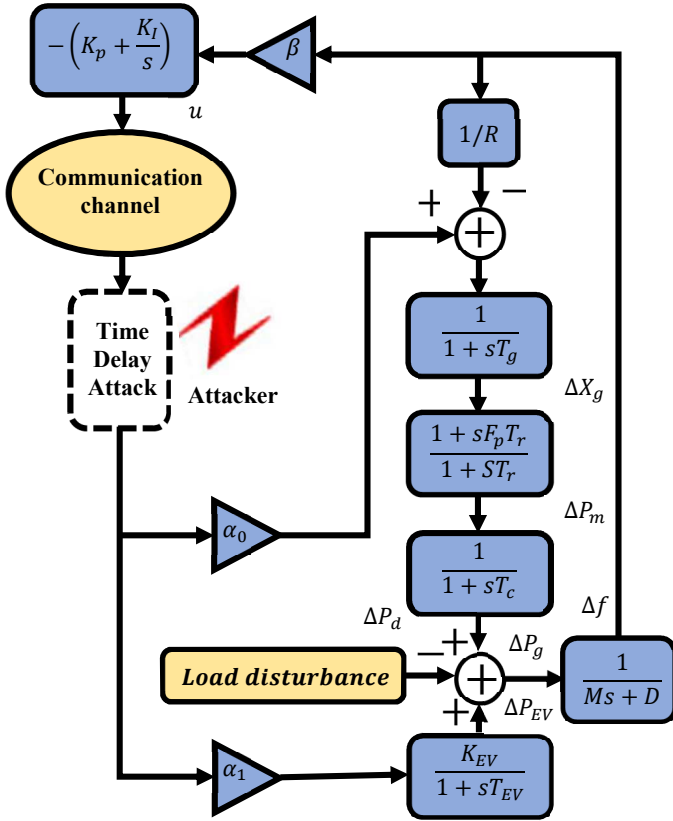 −(K_p + K_I/s)
β
u
1/R
Communication
channel
+
−
+
Time
Delay
Attack
Attacker
1/(1 + sT_g)
ΔX_g
(1 + sF_pT_r)/(1 + ST_r)
ΔP_m
α_0
1/(1 + sT_c)
Δf
ΔP_d
+
ΔP_g
−
Load disturbance
+
1/(Ms + D)
ΔP_EV
+
α_1
K_EV/(1 + sT_EV)